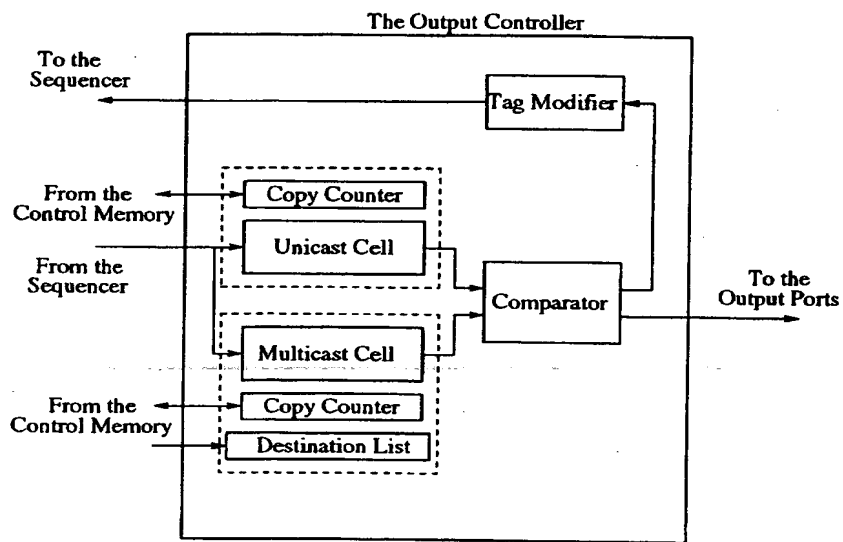 The Output Controller
To the
Sequencer
Tag Modifier
From the
Control Memory
Copy Counter
Unicast Cell
From the
Sequencer
Comparator
To the
Output Ports
Multicast Cell
From the
Control Memory
Copy Counter
Destination List